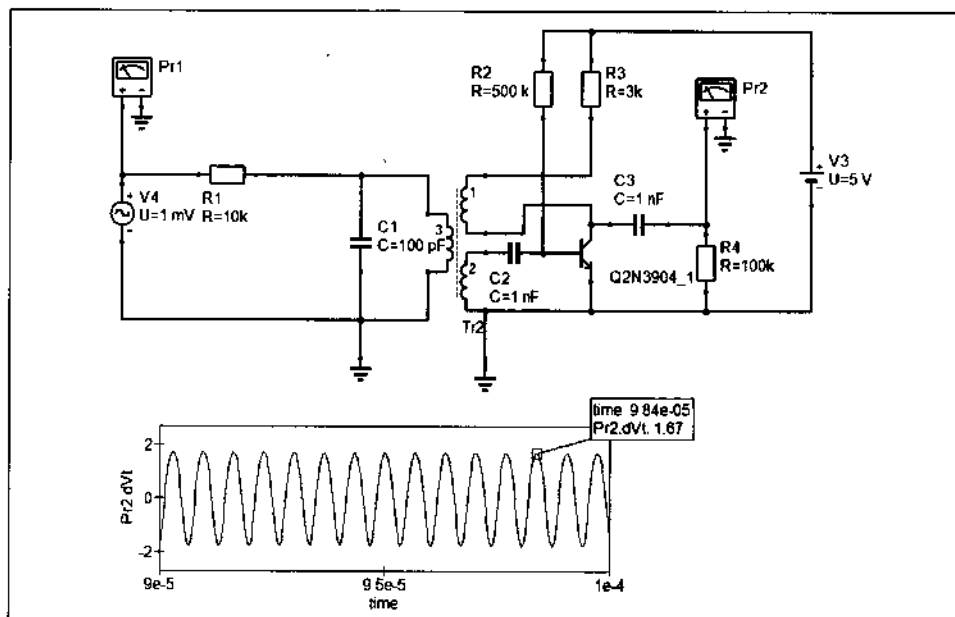 Pr1
V4
U=1 mV
R1
R=10k
C1
C=100 pF
3
1
2
Tr2
C2
C=1 nF
R2
R=500 k
R3
R=3k
C3
C=1 nF
Q2N3904_1
Pr2
R4
R=100k
V3
U=5 V
time 9.84e-05
Pr2.dVt. 1.67
Pr2.dVt
2
0
-2
9e-5
9.5e-5
1e-4
time